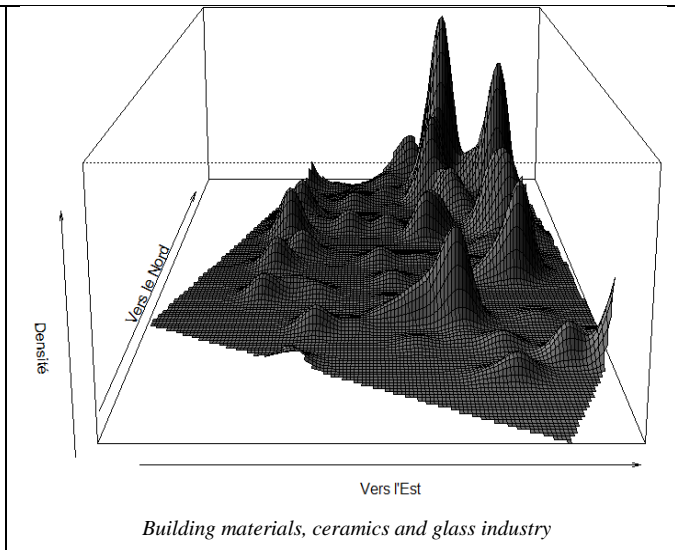 Vers le Nord
Densité
Vers l'Est
Building materials, ceramics and glass industry